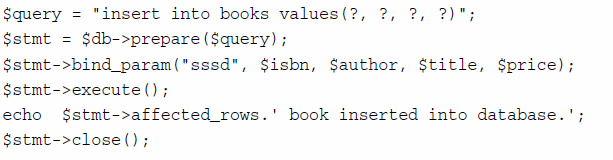 $query = "insert into books values(?, ?, ?, ?)";
$stmt = $db->prepare($query);
$stmt->bind_param("sssd", $isbn, $author, $title, $price);
$stmt->execute();
echo  $stmt->affected_rows.' book inserted into database.';
$stmt->close();